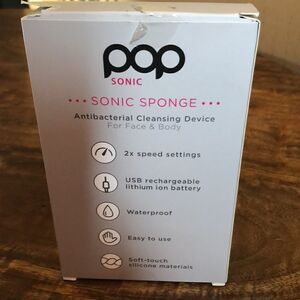 pop
SONIC
••• SONIC SPONGE •••
Antibacterial Cleansing Device
For Face & Body
2x speed settings
USB rechargeable
lithium ion battery
Waterproof
Easy to use
Soft-touch
silicone materials